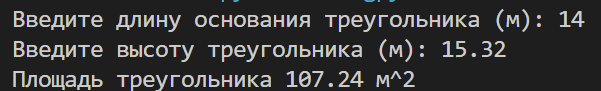 Введите длину основания треугольника (м): 14
Введите высоту треугольника (м): 15.32
Площадь треугольника 107.24 м^2